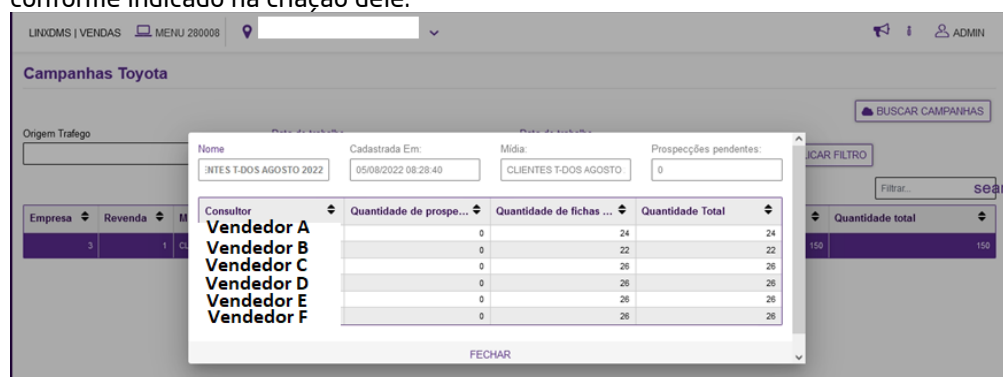 conforme indicado na criação dele.
LINXDMS | VENDAS MENU 280008 ADMIN
Campanhas Toyota
BUSCAR CAMPANHAS
Origem Trafego Data de trabalho Data de trabalho
Nome Cadastrada Em: Mídia: Prospecções pendentes:
ENTES T-DOS AGOSTO 2022 05/08/2022 08:28:40 CLIENTES T-DOS AGOSTO 0
ICAR FILTRO
Filtrar... sear
Empresa Revenda M Quantidade total
3 1 CL 150 150
Consultor Quantidade de prospe... Quantidade de fichas ... Quantidade Total
Vendedor A 0 24 24
Vendedor B 0 22 22
Vendedor C 0 26 26
Vendedor D 0 26 26
Vendedor E 0 26 26
Vendedor F 0 26 26
FECHAR